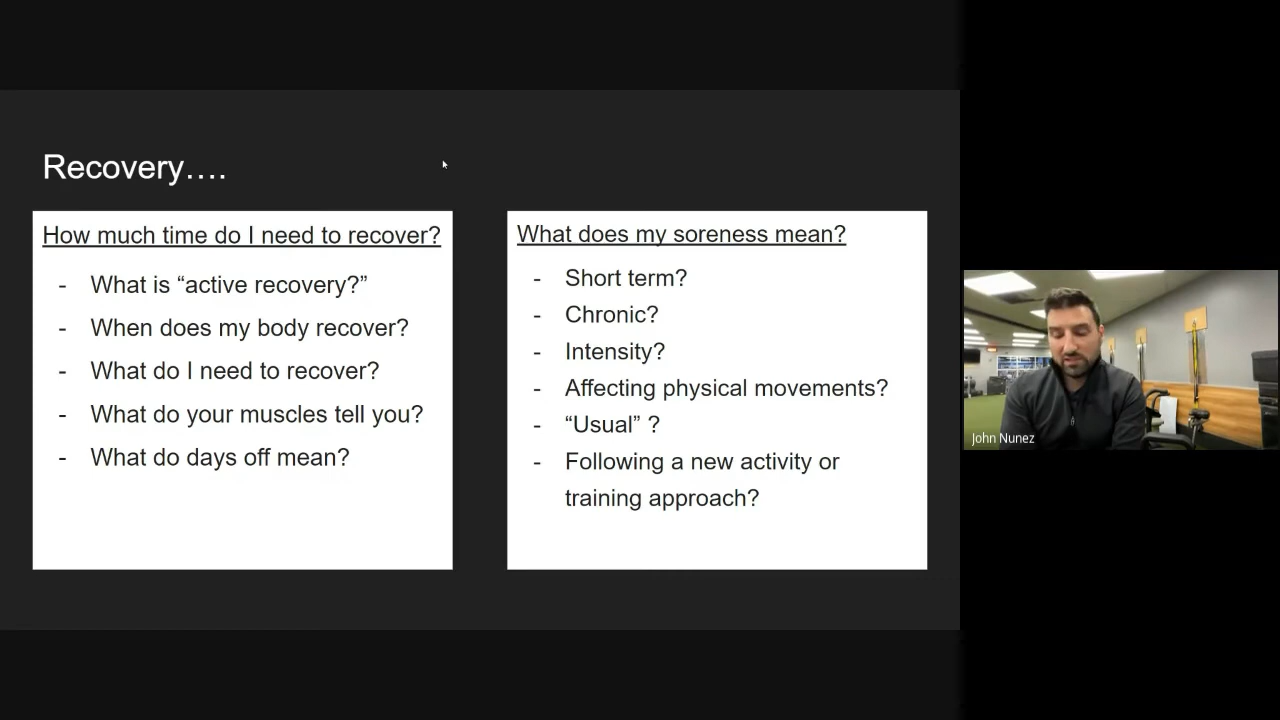 Recovery….
How much time do I need to recover?
- What is “active recovery?”
- When does my body recover?
- What do I need to recover?
- What do your muscles tell you?
- What do days off mean?
What does my soreness mean?
- Short term?
- Chronic?
- Intensity?
- Affecting physical movements?
- “Usual” ?
- Following a new activity or
training approach?
John Nunez